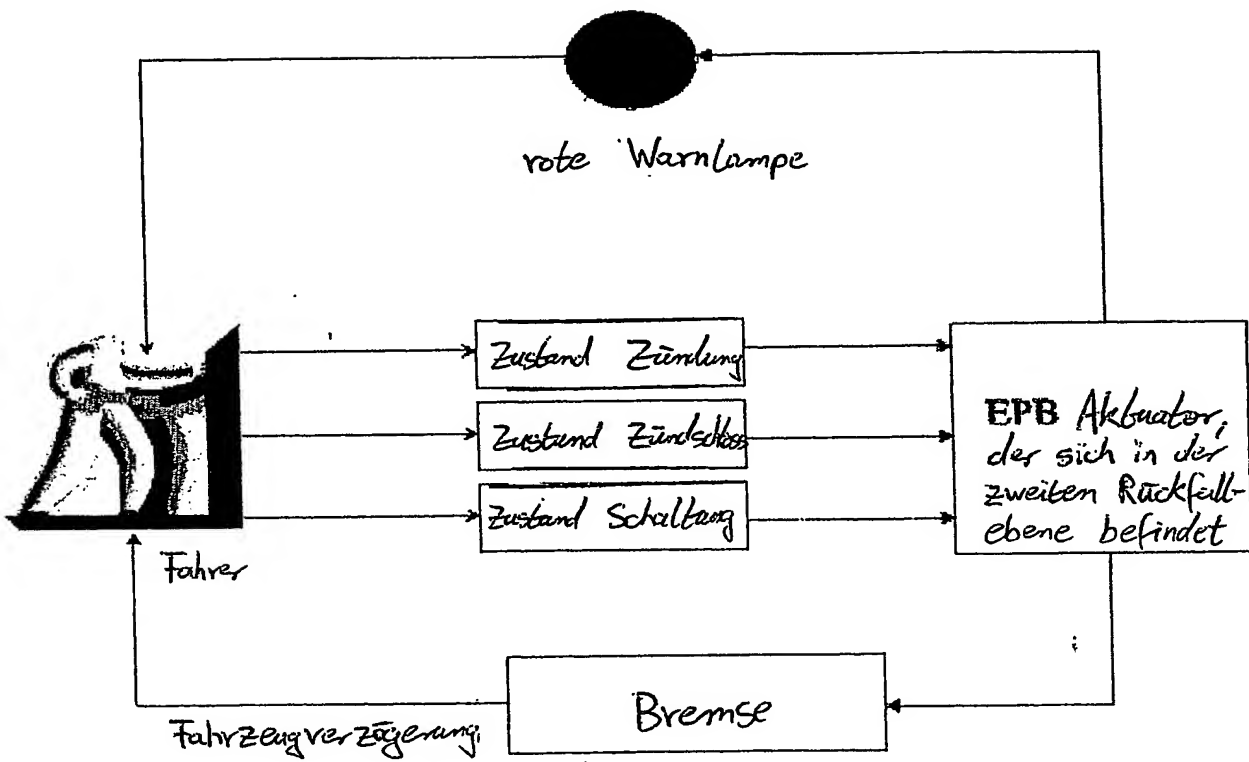 rote Warnlampe
Zustand Zündung
Zustand Zündschloss
Zustand Schaltung
EPB Aktuator,
der sich in der
zweiten Rückfall-
ebene befindet
Fahrer
Bremse
Fahrzeugverzögerung